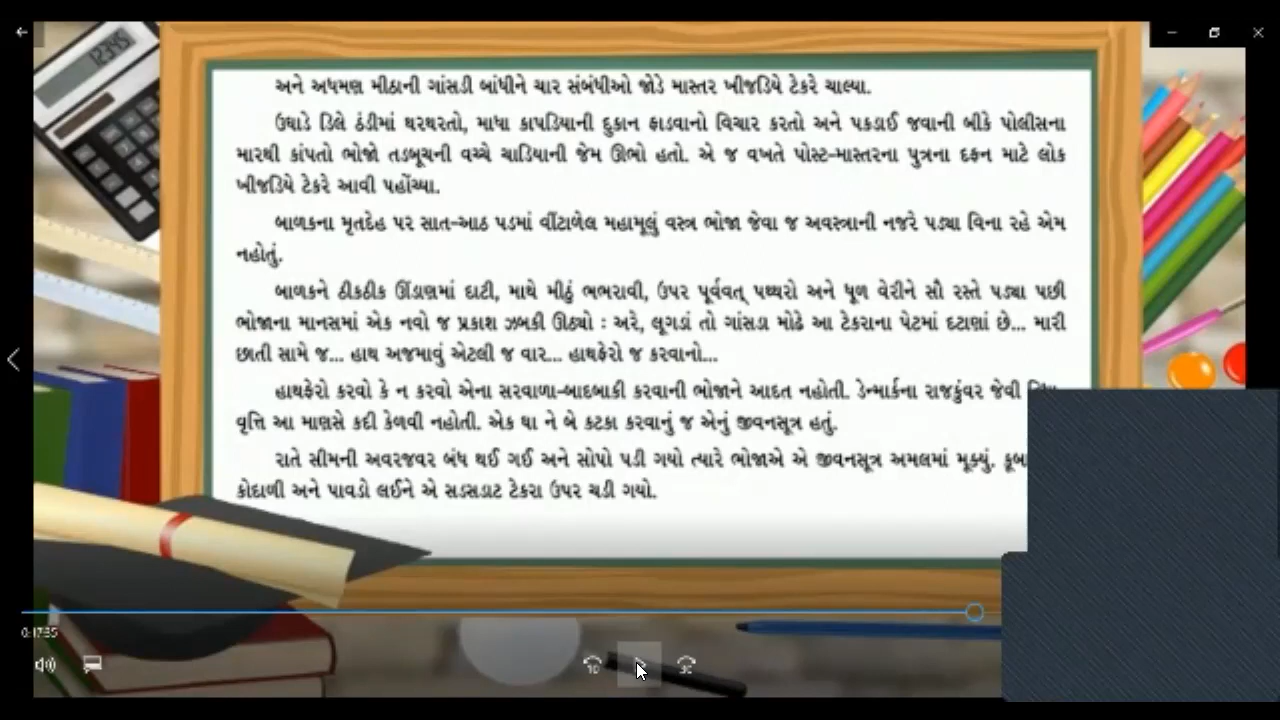 12345
અને અધમણ મીઠાની ગાંસડી બાંધીને ચાર સંબંધીઓ જોડે માસ્તર ખીજડિયે ટેકરે ચાલ્યા.
ઉઘાડે ડિલે ઠંડીમાં થરથરતો, માધા કાપડિયાની દુકાન ફાડવાનો વિચાર કરતો અને પકડાઈ જવાની બીકે પોલીસના
મારથી કાંપતો ભોજો તડબૂચની વચ્ચે ચાડિયાની જેમ ઊભો હતો. એ જ વખતે પોસ્ટ-માસ્તરના પુત્રના દફન માટે લોક
ખીજડિયે ટેકરે આવી પહોંચ્યા.
બાળકના મૃતદેહ પર સાત-આઠ પડમાં વીંટાળેલ મહામૂલું વસ્ત્ર ભોજા જેવા જ અવસ્ત્રાની નજરે પડ્યા વિના રહે એમ
નહોતું.
બાળકને ઠીકઠીક ઊંડાણમાં દાટી, માથે મીઠું ભભરાવી, ઉપર પૂર્વવત્ પથ્થરો અને ધૂળ વેરીને સૌ રસ્તે પડ્યા પછી
ભોજાના માનસમાં એક નવો જ પ્રકાશ ઝબકી ઊઠ્યો : અરે, લૂગડાં તો ગાંસડા મોઢે આ ટેકરાના પેટમાં દટાણાં છે... મારી
છાતી સામે જ... હાથ અજમાવું એટલી જ વાર... હાથફેરો જ કરવાનો...
હાથફેરો કરવો કે ન કરવો એના સરવાળા-બાદબાકી કરવાની ભોજાને આદત નહોતી. ડેન્માર્કના રાજકુંવર જેવી
વૃત્તિ આ માણસે કદી કેળવી નહોતી. એક ઘા ને બે કટકા કરવાનું જ એનું જીવનસૂત્ર હતું.
રાતે સીમની અવરજવર બંધ થઈ ગઈ અને સોપો પડી ગયો ત્યારે ભોજાએ એ જીવનસૂત્ર અમલમાં મૂક્યું.
કોદાળી અને પાવડો લઈને એ સડસડાટ ટેકરા ઉપર ચડી ગયો.
0:17:35
10
30